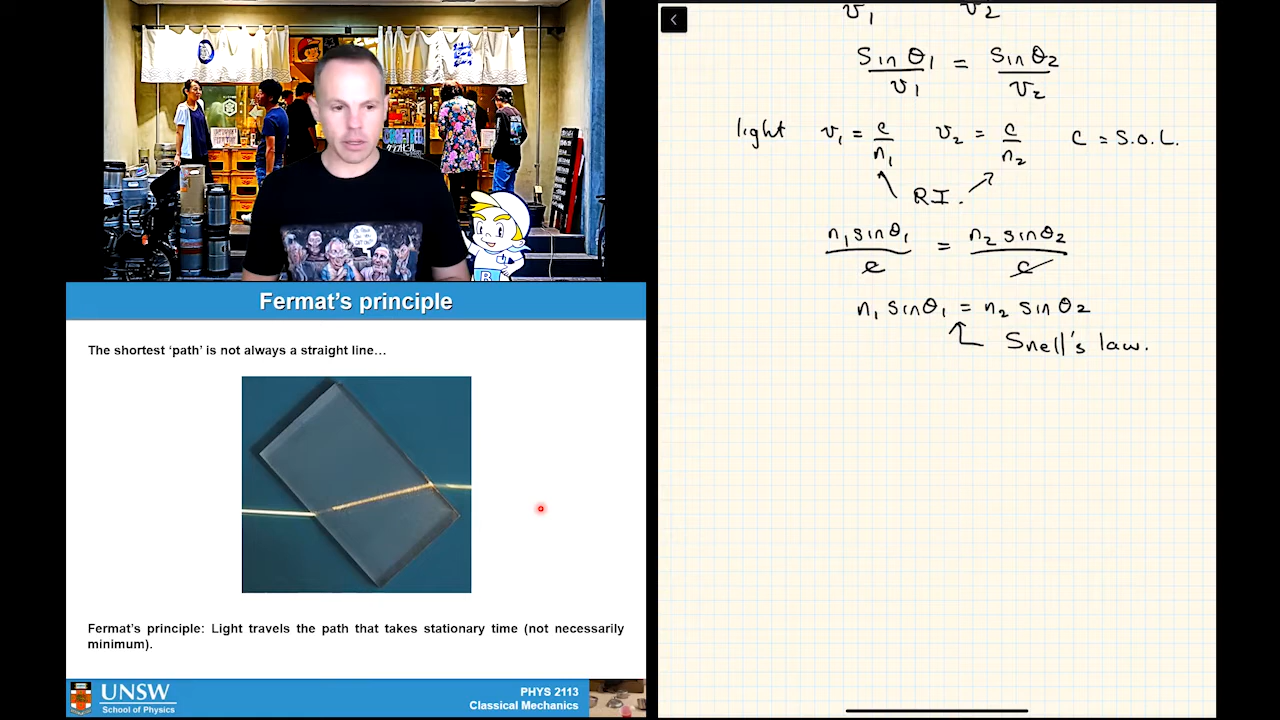 Fermat's principle
The shortest 'path' is not always a straight line…
Fermat's principle: Light travels the path that takes stationary time (not necessarily
minimum).
UNSW
School of Physics
PHYS 2113
Classical Mechanics
v₁ v₂
Sin θ₁ / v₁ = Sin θ₂ / v₂
light v₁ = c / n₁ v₂ = c / n₂ C = S.O.L.
RI.
n₁ sin θ₁ / c = n₂ sin θ₂ / c
n₁ sin θ₁ = n₂ sin θ₂
Snell's law.